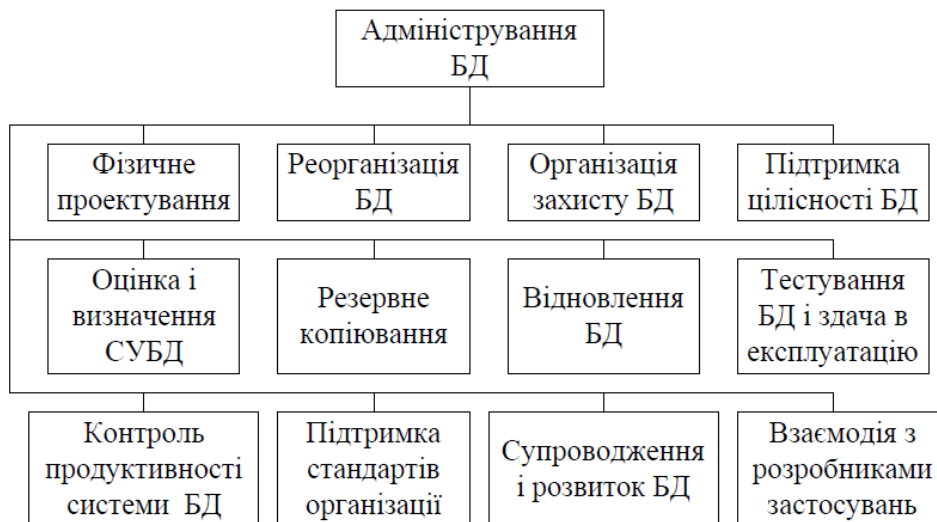 Адміністрування
БД
Фізичне
проектування
Реорганізація
БД
Організація
захисту БД
Підтримка
цілісності БД
Оцінка і
визначення
СУБД
Резервне
копіювання
Відновлення
БД
Тестування
БД і здача в
експлуатацію
Контроль
продуктивності
системи БД
Підтримка
стандартів
організації
Супроводження
і розвиток БД
Взаємодія з
розробниками
застосувань